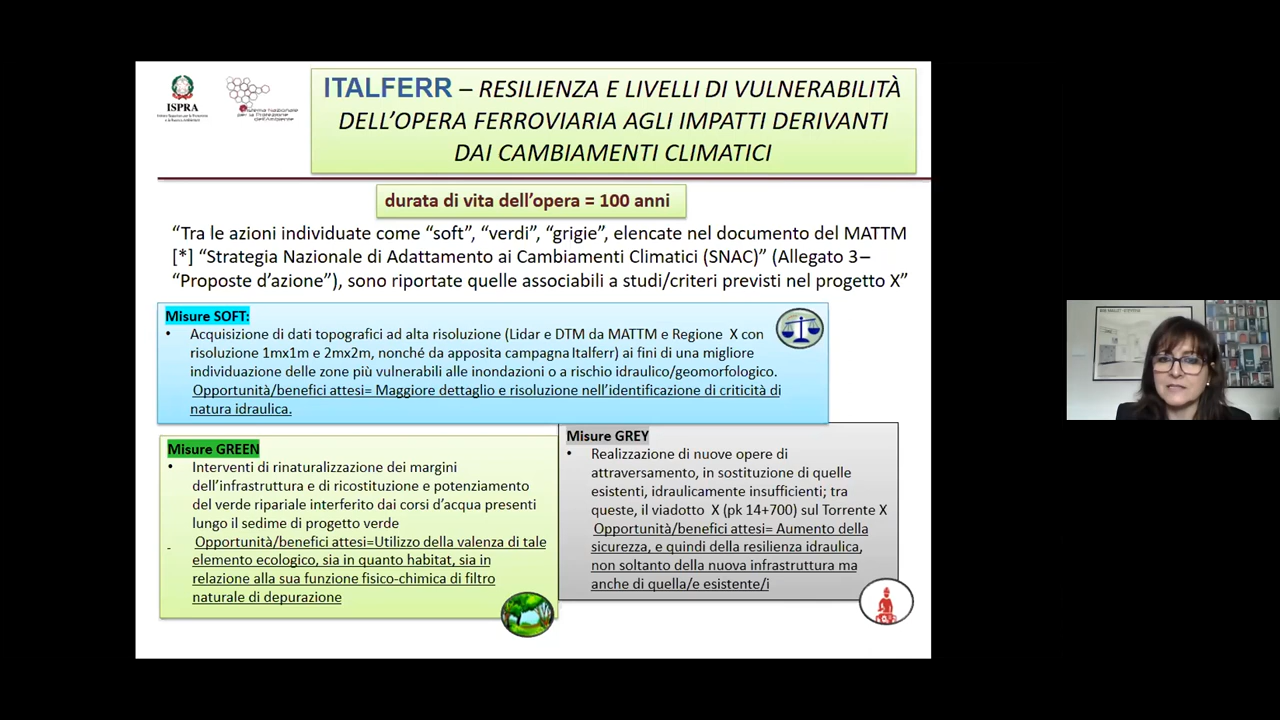 ISPRA
ITALFERR – RESILIENZA E LIVELLI DI VULNERABILITÀ
DELL’OPERA FERROVIARIA AGLI IMPATTI DERIVANTI
DAI CAMBIAMENTI CLIMATICI
durata di vita dell’opera = 100 anni
“Tra le azioni individuate come “soft”, “verdi”, “grigie”, elencate nel documento del MATTM
[*] “Strategia Nazionale di Adattamento ai Cambiamenti Climatici (SNAC)” (Allegato 3–
“Proposte d’azione”), sono riportate quelle associabili a studi/criteri previsti nel progetto X”
Misure SOFT:
• Acquisizione di dati topografici ad alta risoluzione (Lidar e DTM da MATTM e Regione X con
risoluzione 1mx1m e 2mx2m, nonché da apposita campagna Italferr) ai fini di una migliore
individuazione delle zone più vulnerabili alle inondazioni o a rischio idraulico/geomorfologico.
Opportunità/benefici attesi= Maggiore dettaglio e risoluzione nell’identificazione di criticità di
natura idraulica.
Misure GREEN
• Interventi di rinaturalizzazione dei margini
dell’infrastruttura e di ricostituzione e potenziamento
del verde ripariale interferito dai corsi d’acqua presenti
lungo il sedime di progetto verde
- Opportunità/benefici attesi=Utilizzo della valenza di tale
elemento ecologico, sia in quanto habitat, sia in
relazione alla sua funzione fisico-chimica di filtro
naturale di depurazione
Misure GREY
• Realizzazione di nuove opere di
attraversamento, in sostituzione di quelle
esistenti, idraulicamente insufficienti; tra
queste, il viadotto X (pk 14+700) sul Torrente X
Opportunità/benefici attesi= Aumento della
sicurezza, e quindi della resilienza idraulica,
non soltanto della nuova infrastruttura ma
anche di quella/e esistente/i